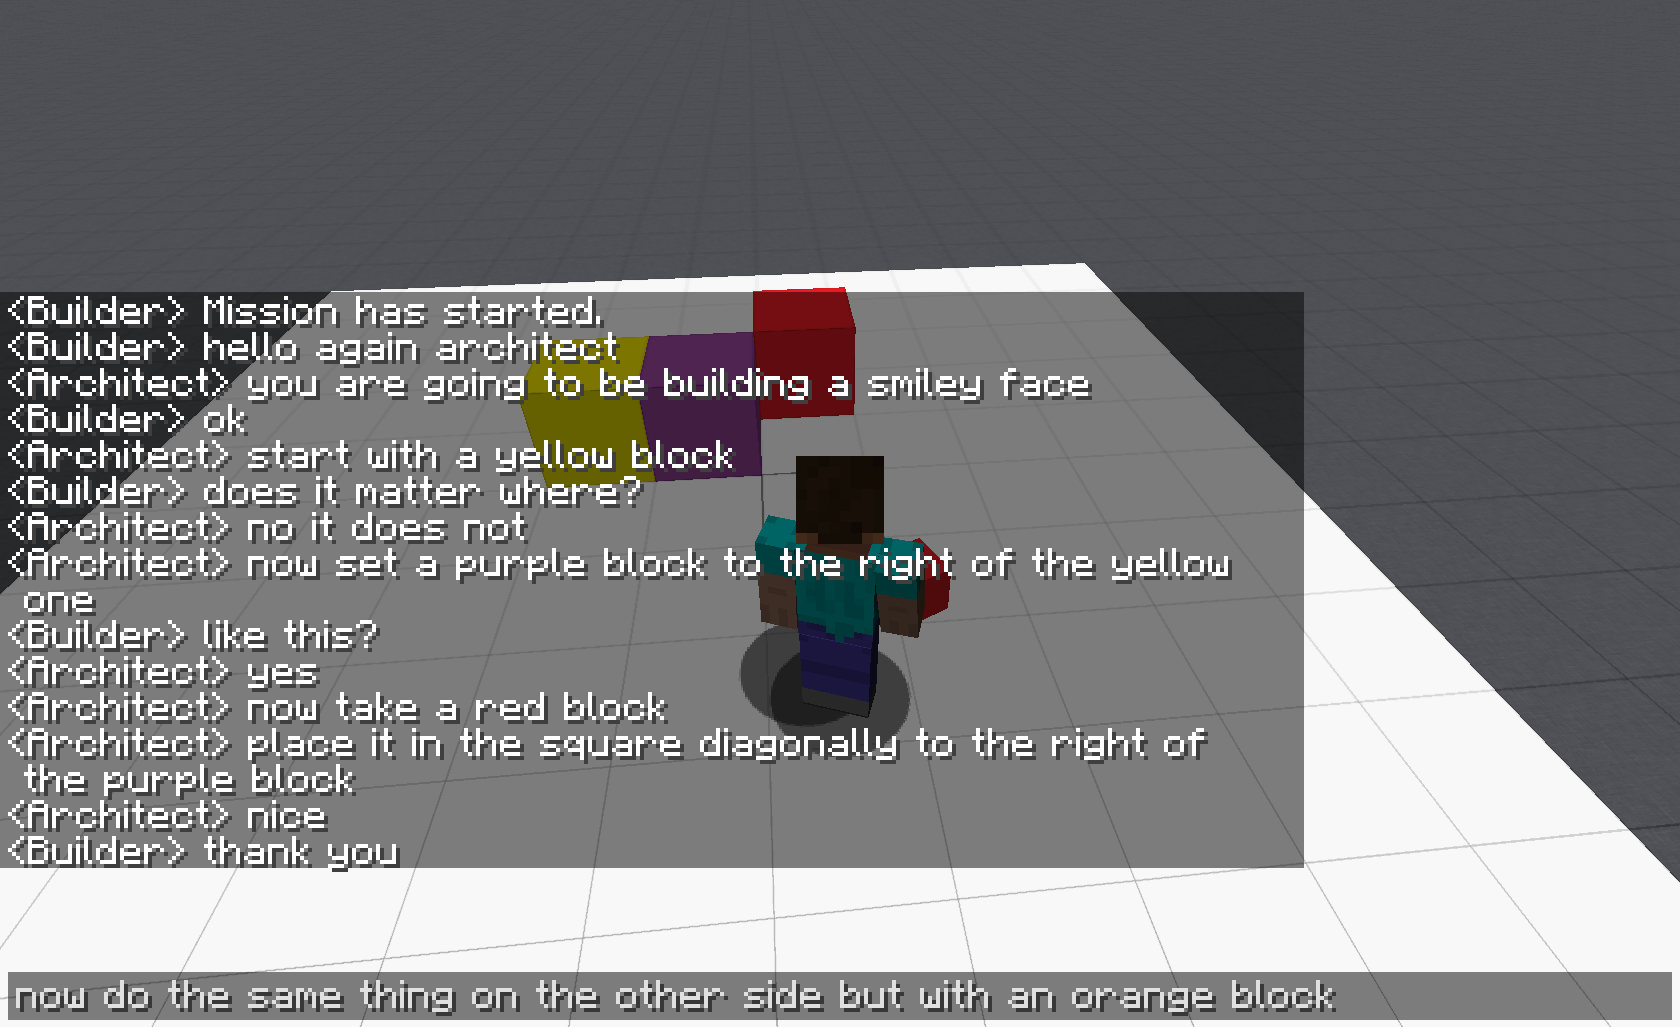 <Builder> Mission has started.
<Builder> hello again architect
<Architect> you are going to be building a smiley face
<Builder> ok
<Architect> start with a yellow block
<Builder> does it matter where?
<Architect> no it does not
<Architect> now set a purple block to the right of the yellow
one
<Builder> like this?
<Architect> yes
<Architect> now take a red block
<Architect> place it in the square diagonally to the right of
the purple block
<Architect> nice
<Builder> thank you
now do the same thing on the other side but with an orange block